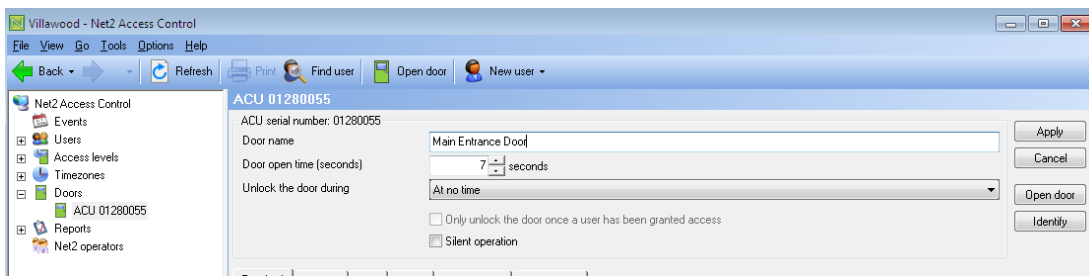 Villawood - Net2 Access Control
File View Go Tools Options Help
Back Refresh Print Find user Open door New user
Net2 Access Control
Events
Users
Access levels
Timezones
Doors
ACU 01280055
Reports
Net2 operators
ACU 01280055
ACU serial number: 01280055
Door name Main Entrance Door
Door open time (seconds) 7 seconds
Unlock the door during At no time
Only unlock the door once a user has been granted access
Silent operation
Apply
Cancel
Open door
Identify